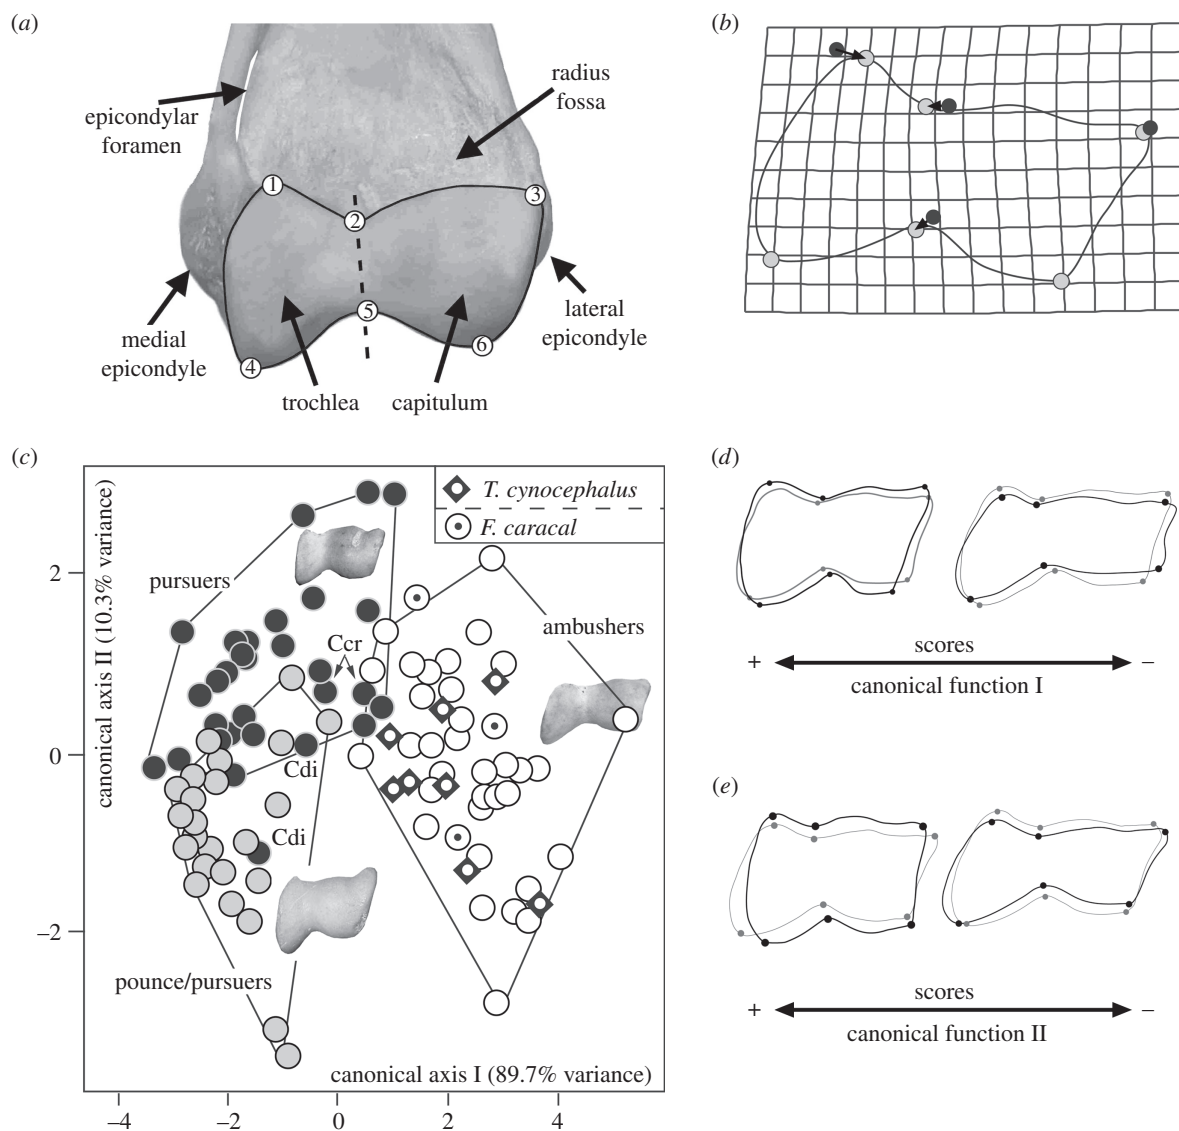 (a)
radius
fossa
epicondylar
foramen
1
2
3
4
5
6
medial
epicondyle
lateral
epicondyle
trochlea
capitulum
(b)
(c)
T. cynocephalus
F. caracal
pursuers
ambushers
Ccr
Cdi
Cdi
pounce/pursuers
canonical axis II (10.3% variance)
2
0
–2
canonical axis I (89.7% variance)
–4
–2
0
2
4
(d)
scores
+
–
canonical function I
(e)
scores
+
–
canonical function II